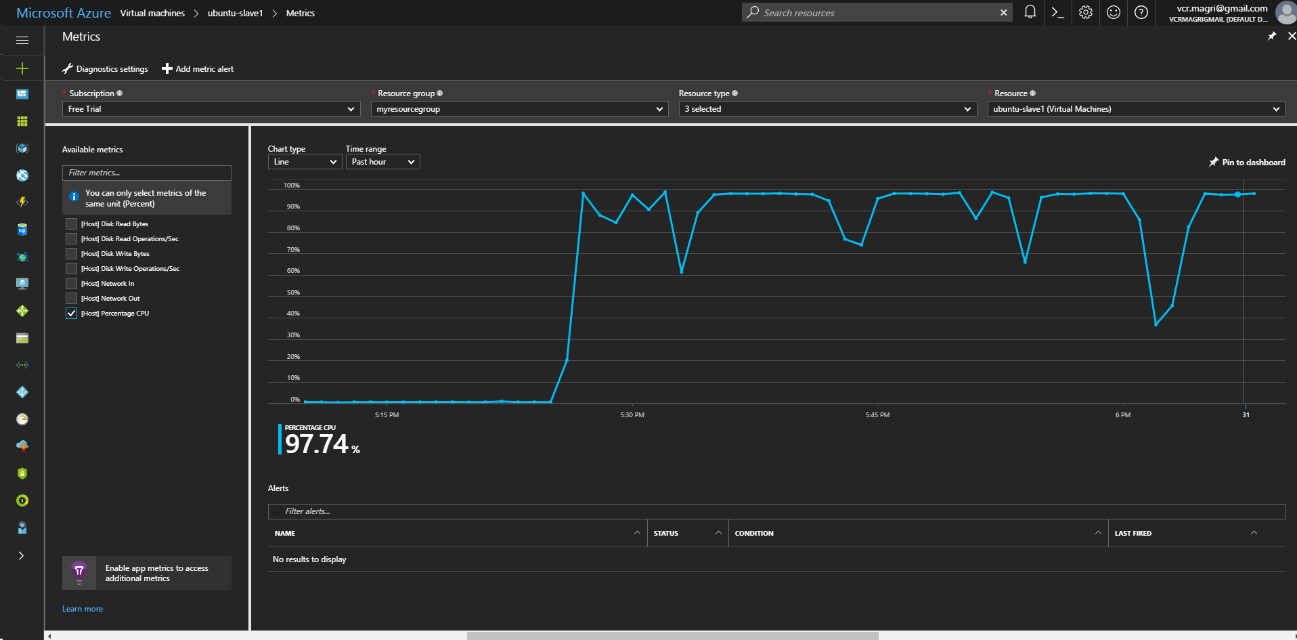 Microsoft Azure Virtual machines > ubuntu-slave1 > Metrics Search resources vcr.magri@gmail.com
VCRMAGRIGMAIL (DEFAULT D...
Metrics
Diagnostics settings Add metric alert
* Subscription * Resource group Resource type * Resource
Free Trial myresourcegroup 3 selected ubuntu-slave1 (Virtual Machines)
Available metrics
Filter metrics...
You can only select metrics of the
same unit (Percent)
[Host] Disk Read Bytes
[Host] Disk Read Operations/Sec
[Host] Disk Write Bytes
[Host] Disk Write Operations/Sec
[Host] Network In
[Host] Network Out
[Host] Percentage CPU
Enable app metrics to access
additional metrics
Learn more
Chart type Time range
Line Past hour
Pin to dashboard
100%
90%
80%
70%
60%
50%
40%
30%
20%
10%
0%
5:15 PM 5:30 PM 5:45 PM 6 PM 31
PERCENTAGE CPU
97.74 %
Alerts
Filter alerts...
NAME STATUS CONDITION LAST FIRED
No results to display